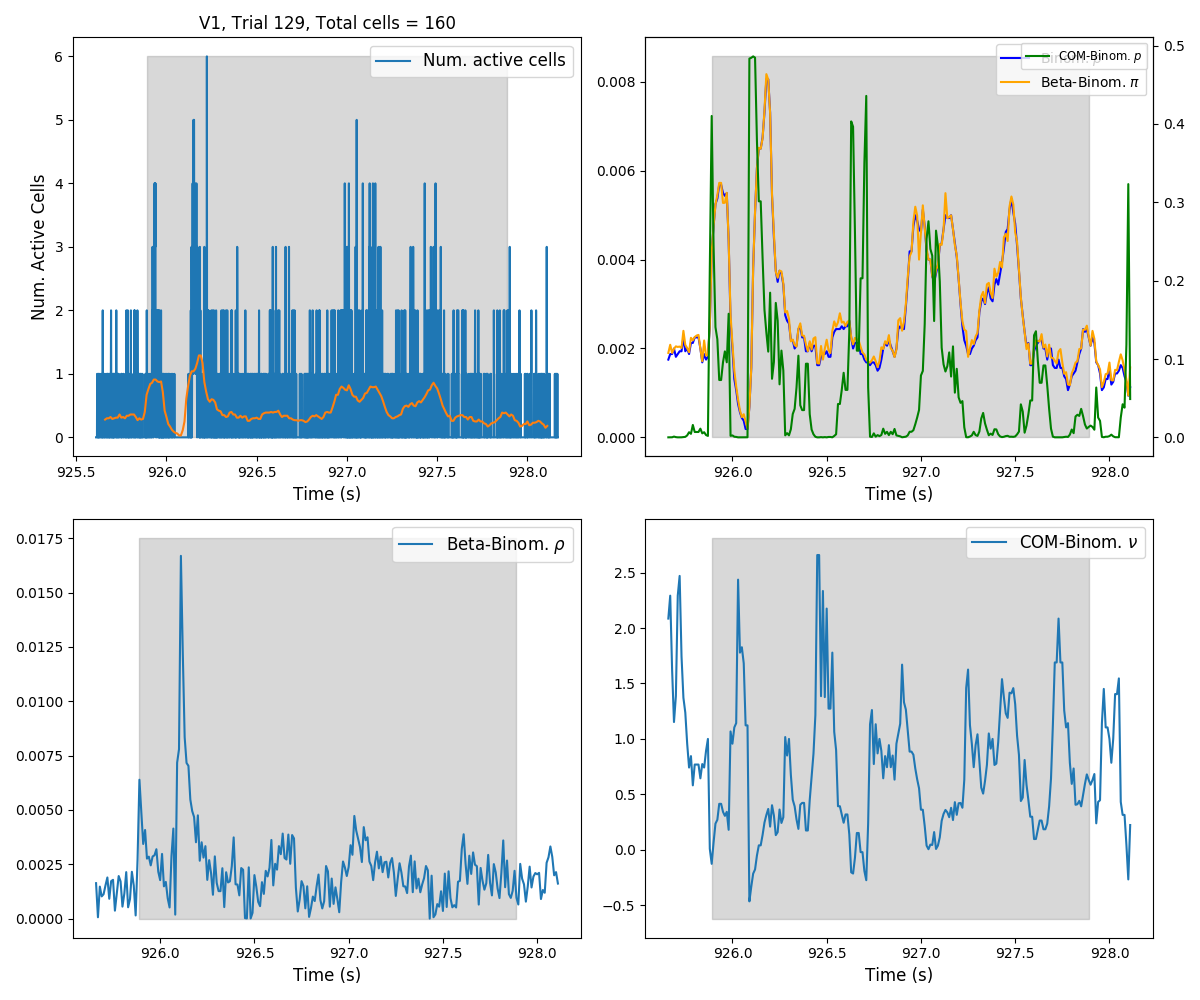 V1, Trial 129, Total cells = 160
Num. active cells
Num. Active Cells
6
5
4
3
2
1
0
925.5 926.0 926.5 927.0 927.5 928.0
Time (s)
COM-Binom. p
Beta-Binom. π
0.008
0.006
0.004
0.002
0.000
0.5
0.4
0.3
0.2
0.1
0.0
926.0 926.5 927.0 927.5 928.0
Time (s)
Beta-Binom. ρ
0.0175
0.0150
0.0125
0.0100
0.0075
0.0050
0.0025
0.0000
926.0 926.5 927.0 927.5 928.0
Time (s)
COM-Binom. ν
2.5
2.0
1.5
1.0
0.5
0.0
−0.5
926.0 926.5 927.0 927.5 928.0
Time (s)